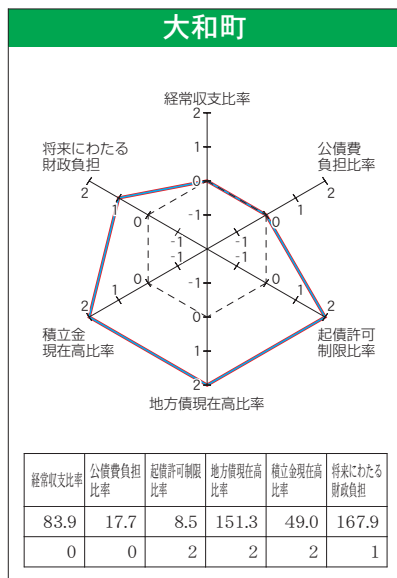 大和町
経常収支比率
2
1
0
-1
公債費
負担比率
2
1
0
-1
起債許可
制限比率
2
1
0
-1
地方債現在高比率
2
1
0
-1
積立金
現在高比率
2
1
0
-1
将来にわたる
財政負担
2
1
0
-1
経常収支比率 公債費負担比率 起債許可制限比率 地方債現在高比率 積立金現在高比率 将来にわたる財政負担
83.9 17.7 8.5 151.3 49.0 167.9
0 0 2 2 2 1